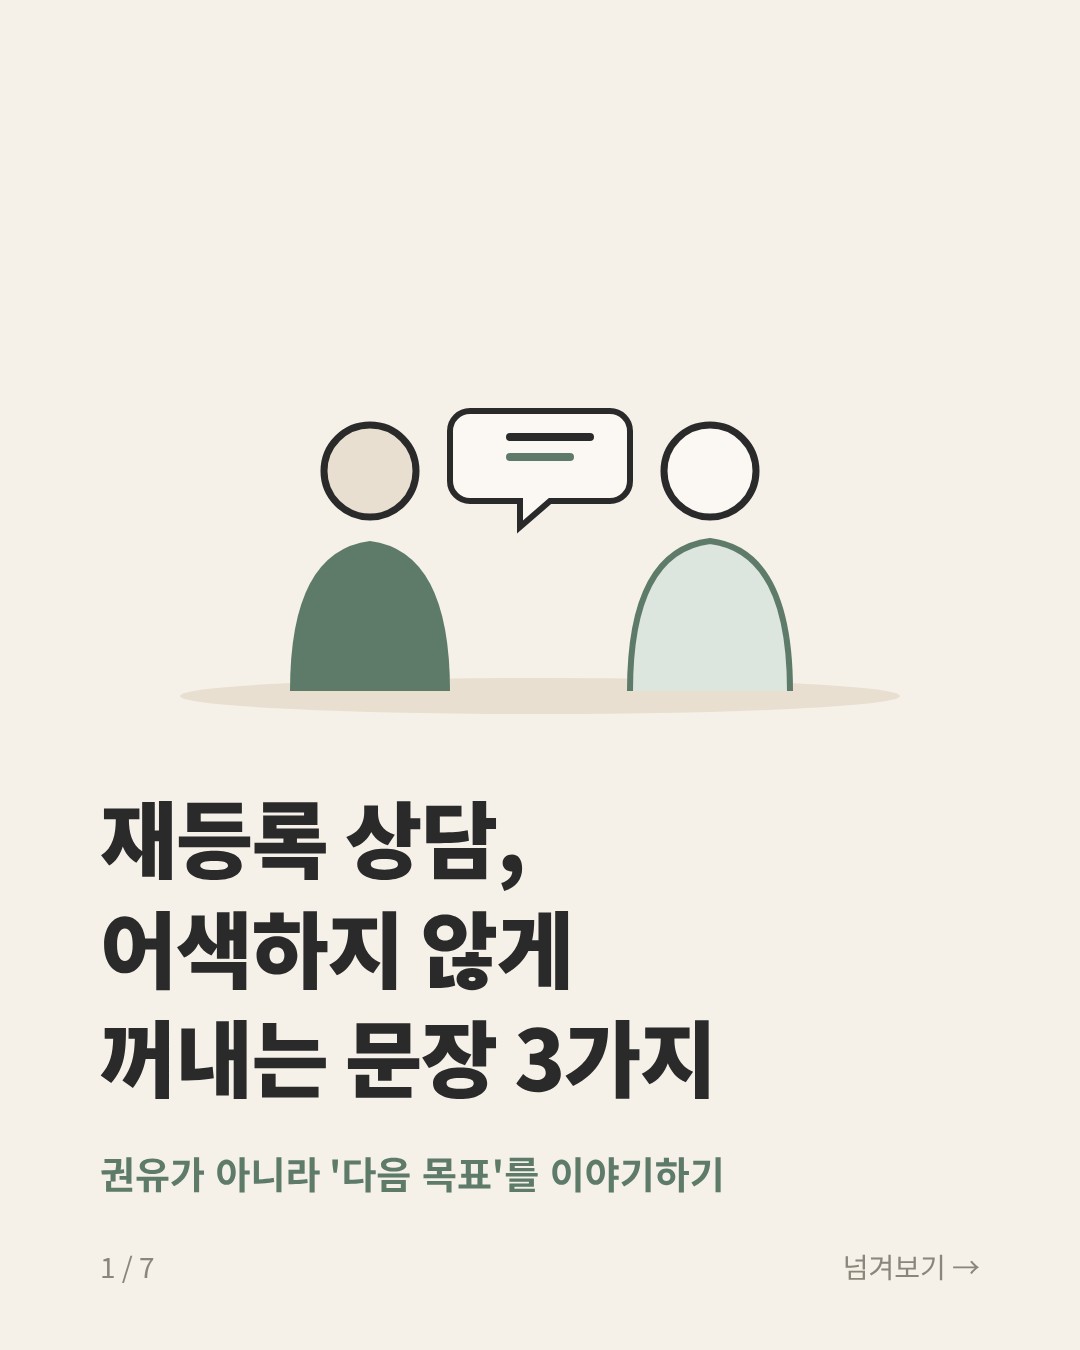 재등록 상담,
어색하지 않게
꺼내는 문장 3가지
권유가 아니라 '다음 목표'를 이야기하기
1 / 7
넘겨보기 →